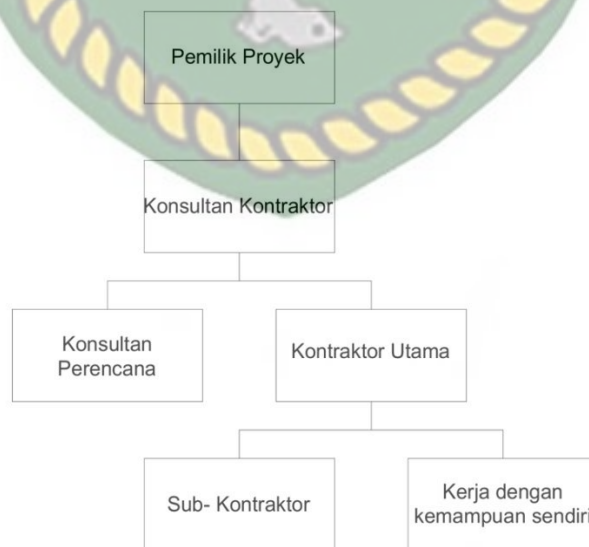 Pemilik Proyek
Konsultan Kontraktor
Konsultan
Perencana
Kontraktor Utama
Sub- Kontraktor
Kerja dengan
kemampuan sendiri